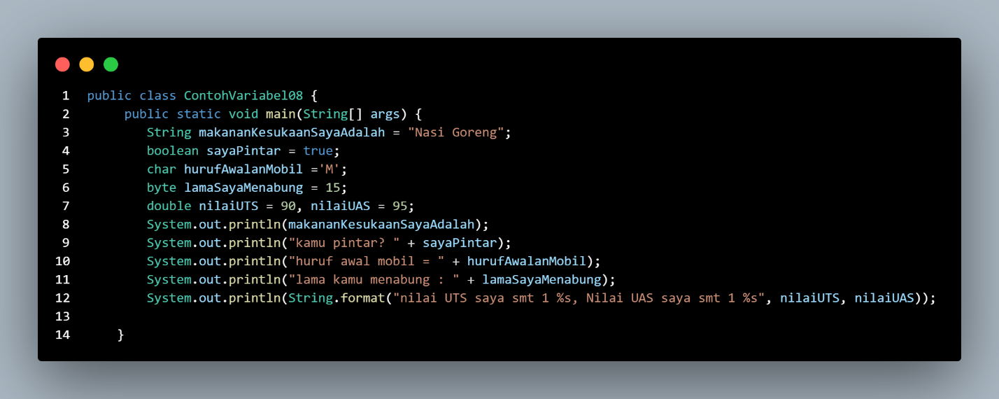 1 public class ContohVariabel08 {
2 public static void main(String[] args) {
3 String makananKesukaanSayaAdalah = "Nasi Goreng";
4 boolean sayaPintar = true;
5 char hurufAwalanMobil ='M';
6 byte lamaSayaMenabung = 15;
7 double nilaiUTS = 90, nilaiUAS = 95;
8 System.out.println(makananKesukaanSayaAdalah);
9 System.out.println("kamu pintar? " + sayaPintar);
10 System.out.println("huruf awal mobil = " + hurufAwalanMobil);
11 System.out.println("lama kamu menabung : " + lamaSayaMenabung);
12 System.out.println(String.format("nilai UTS saya smt 1 %s, Nilai UAS saya smt 1 %s", nilaiUTS, nilaiUAS));
13
14 }